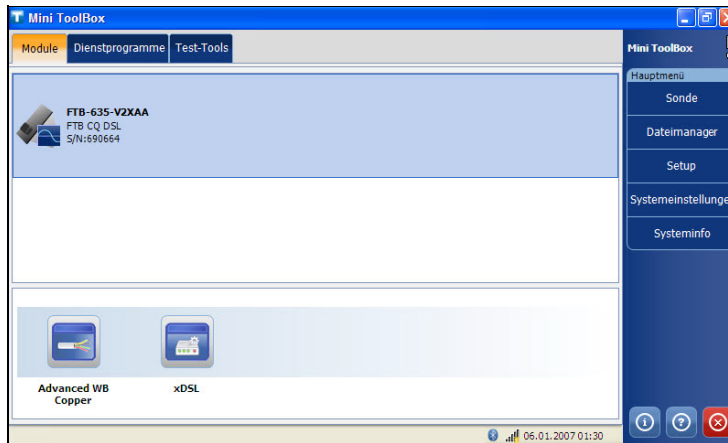 Mini ToolBox
Module Dienstprogramme Test-Tools
FTB-635-V2XAA
FTB CQ DSL
S/N:690664
Advanced WB
Copper
xDSL
06.01.2007 01:30
Mini ToolBox
Hauptmenü
Sonde
Dateimanager
Setup
Systemeinstellunge
Systeminfo